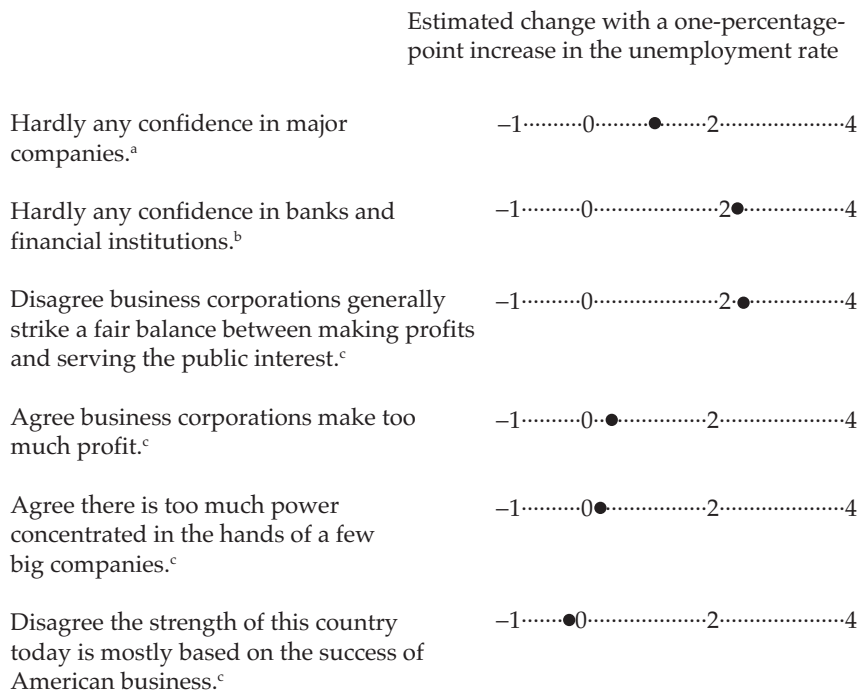 Estimated change with a one-percentage-
point increase in the unemployment rate
Hardly any confidence in major
companies.ᵃ
–1..........0........●.......2....................4
Hardly any confidence in banks and
financial institutions.ᵇ
–1..........0.....................2●...................4
Disagree business corporations generally
strike a fair balance between making profits
and serving the public interest.ᶜ
–1..........0.....................2.●..................4
Agree business corporations make too
much profit.ᶜ
–1..........0..●................2....................4
Agree there is too much power
concentrated in the hands of a few
big companies.ᶜ
–1..........0●..................2....................4
Disagree the strength of this country
today is mostly based on the success of
American business.ᶜ
–1.......●0.....................2....................4